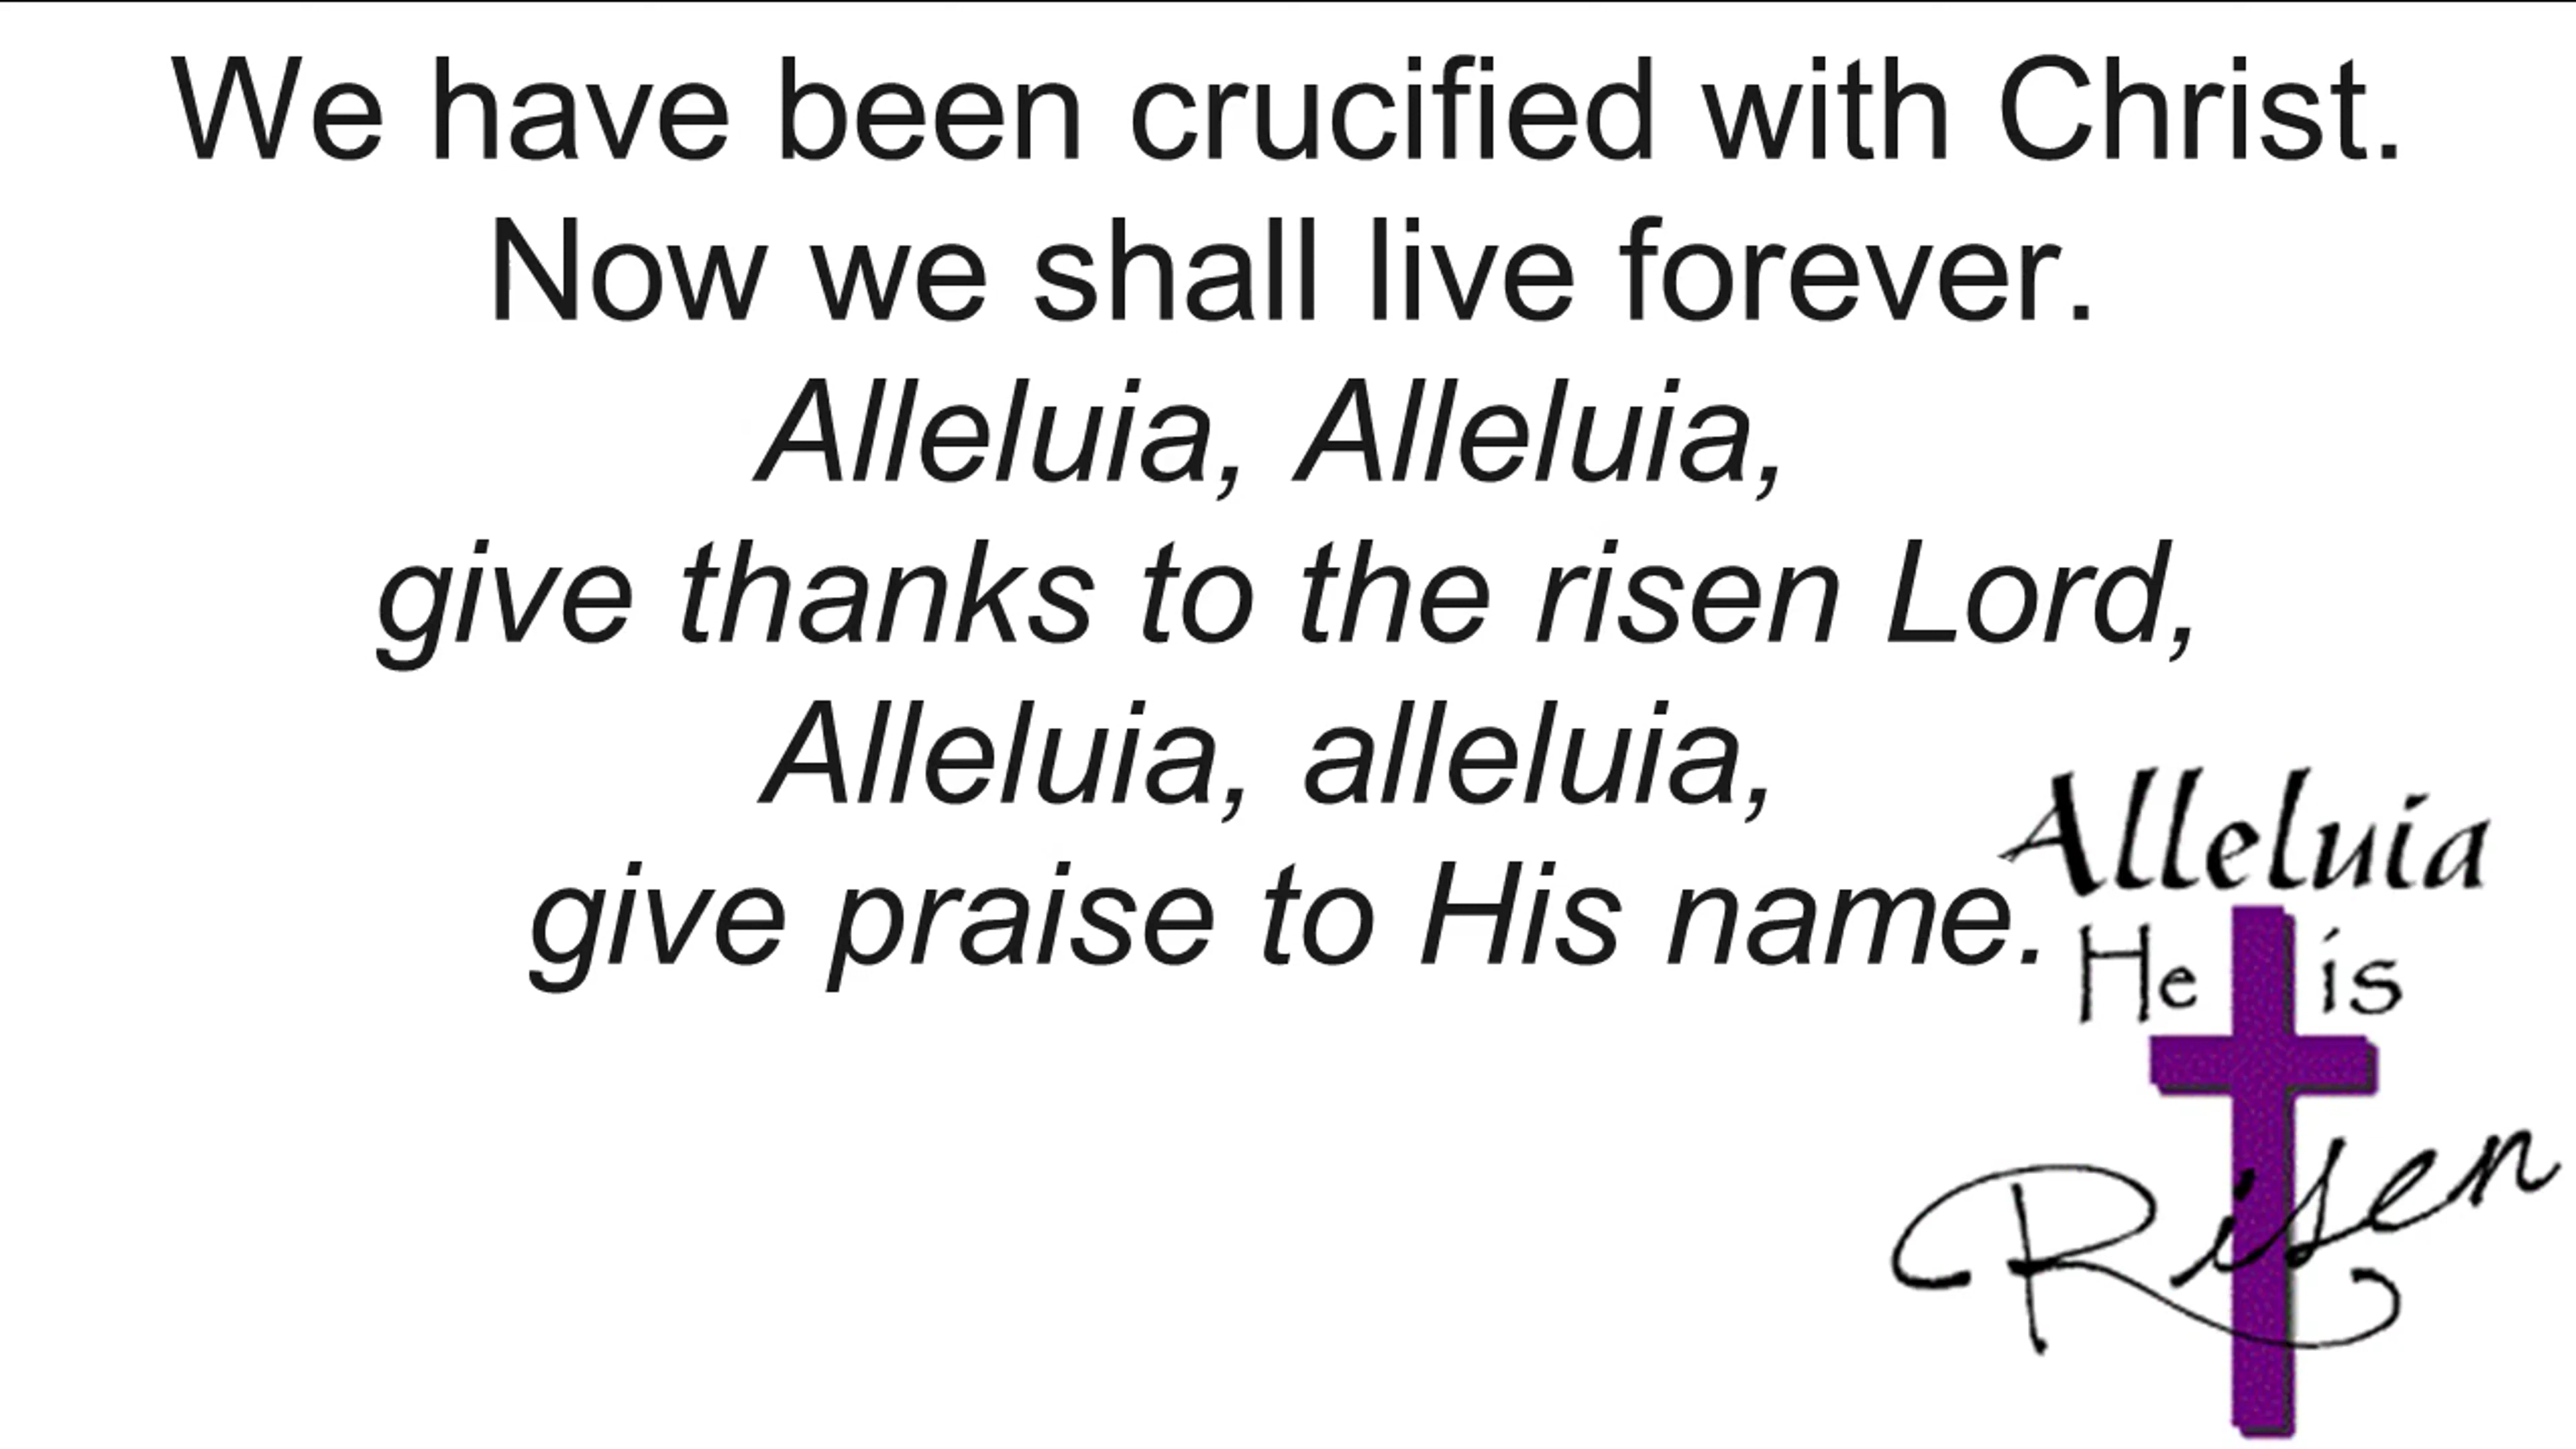 We have been crucified with Christ.
Now we shall live forever.
Alleluia, Alleluia,
give thanks to the risen Lord,
Alleluia, alleluia,
give praise to His name.
Alleluia
He is
Risen